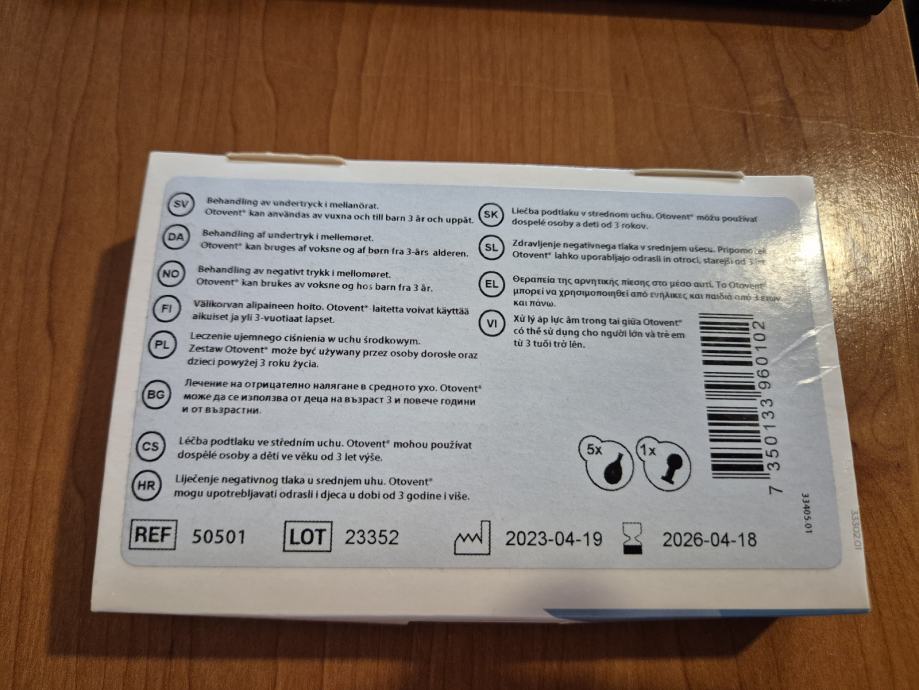 SV
Behandling av undertryck i mellanörat.
Otovent® kan användas av vuxna och till barn 3 år och uppåt.
DA
Behandling af undertryk i mellemøret.
Otovent® kan bruges af voksne og af børn fra 3-års alderen.
NO
Behandling av negativt trykk i mellomøret.
Otovent® kan brukes av voksne og hos barn fra 3 år.
FI
Välikorvan alipaineen hoito. Otovent® laitetta voivat käyttää
aikuiset ja yli 3-vuotiaat lapset.
PL
Leczenie ujemnego ciśnienia w uchu środkowym.
Zestaw Otovent® może być używany przez osoby dorosłe oraz
dzieci powyżej 3 roku życia.
BG
Лечение на отрицателно налягане в средното ухо. Otovent®
може да се използва от деца на възраст 3 и повече години
и от възрастни.
CS
Léčba podtlaku ve středním uchu. Otovent® mohou používat
dospělé osoby a děti ve věku od 3 let výše.
HR
Liječenje negativnog tlaka u srednjem uhu. Otovent®
mogu upotrebljavati odrasli i djeca u dobi od 3 godine i više.
SK
Liečba podtlaku v strednom uchu. Otovent® môžu používať
dospelé osoby a deti od 3 rokov.
SL
Zdravljenje negativnega tlaka v srednjem ušesu.
Otovent® lahko uporabljajo odrasli in otroci, starejši od 3 let.
EL
Θεραπεία της αρνητικής πίεσης στο μέσο αυτί. Το Otovent®
μπορεί να χρησιμοποιηθεί από ενήλικες και παιδιά από 3 ετών
και πάνω.
VI
Xử lý áp lực âm trong tai giữa Otovent®
có thể sử dụng cho người lớn và trẻ em
từ 3 tuổi trở lên.
5x
1x
7 350133 960102
33405.01
33302.01
REF 50501 LOT 23352 2023-04-19 2026-04-18